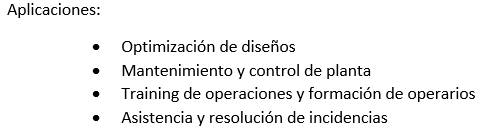 Aplicaciones:
• Optimización de diseños
• Mantenimiento y control de planta
• Training de operaciones y formación de operarios
• Asistencia y resolución de incidencias